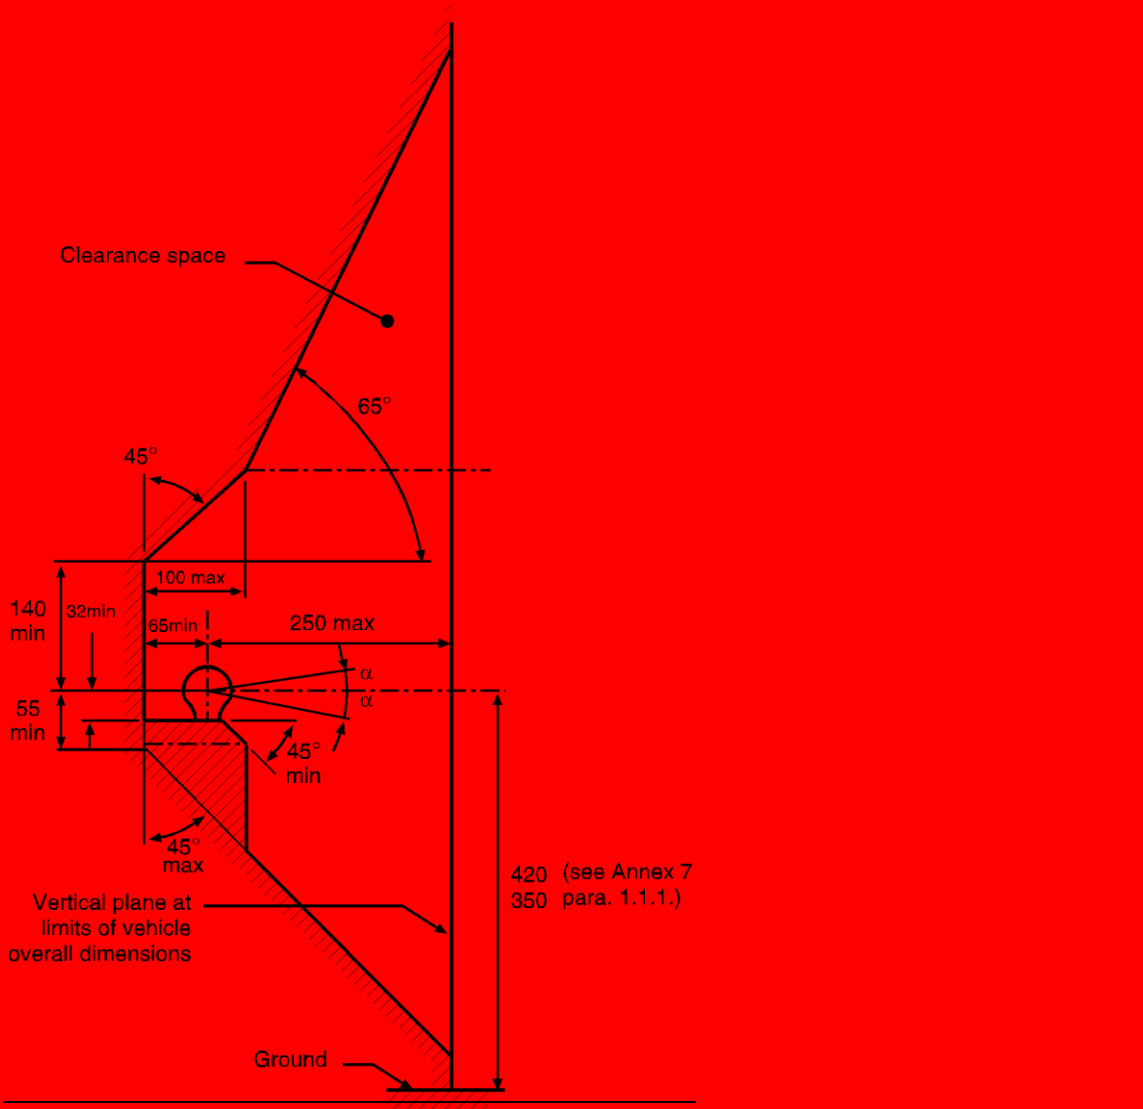 Clearance space
65°
45°
100 max
140
min
32min
65min
250 max
α
α
55
min
45°
min
45°
max
420 (see Annex 7
350 para. 1.1.1.)
Vertical plane at
limits of vehicle
overall dimensions
Ground